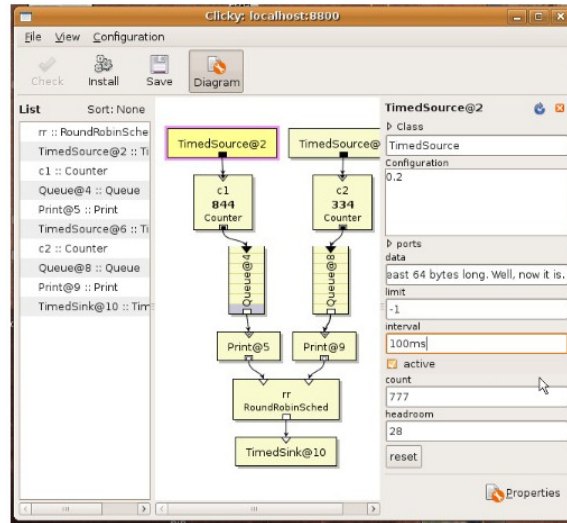 Clicky: localhost:8800
File View Configuration
Check Install Save Diagram
List Sort: None
rr :: RoundRobinSche
TimedSource@2 :: Ti
c1 :: Counter
Queue@4 :: Queue
Print@5 :: Print
TimedSource@6 :: Ti
c2 :: Counter
Queue@8 :: Queue
Print@9 :: Print
TimedSink@10 :: Tim
TimedSource@2 TimedSource@
c1 c2
844 334
Counter Counter
Queue@4 Queue@8
Print@5 Print@9
rr
RoundRobinSched
TimedSink@10
TimedSource@2
Class
TimedSource
Configuration
0.2
ports
data
east 64 bytes long. Well, now it is.
limit
-1
interval
100ms
active
count
777
headroom
28
reset
Properties